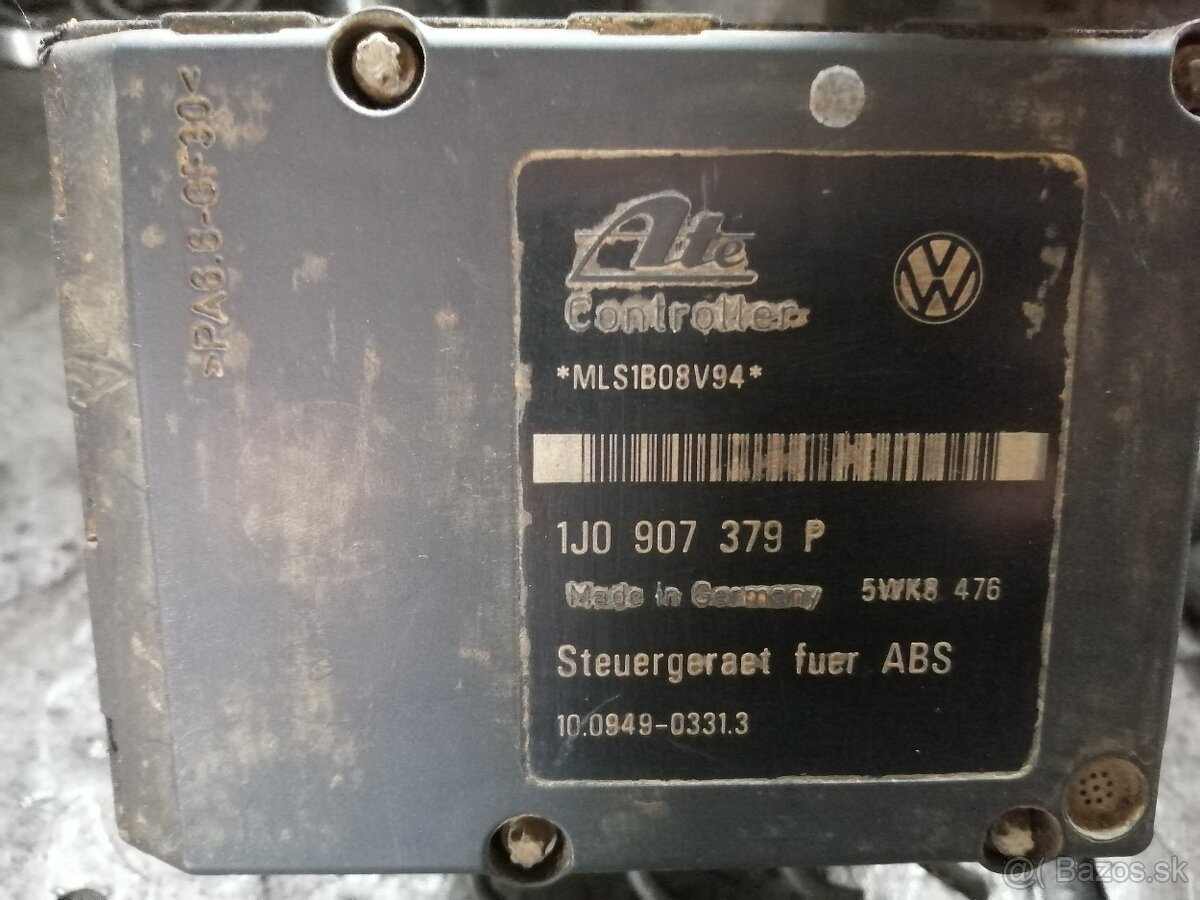 >PA6.6-GF30<
Ate
Controller
*MLS1B08V94*
1J0 907 379 P
Made in Germany 5WK8 476
Steuergeraet fuer ABS
10.0949-0331.3
@( Bazos.sk